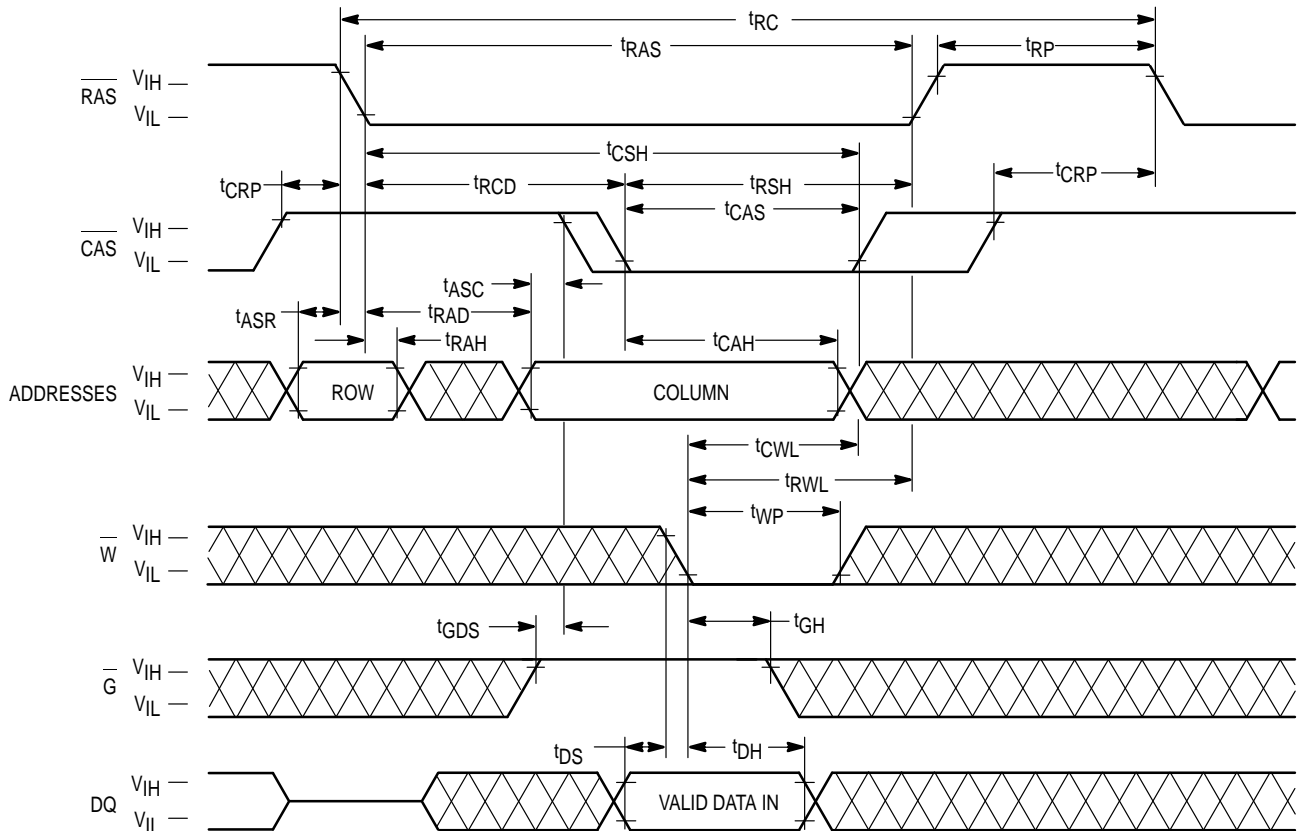 tRC
tRAS
tRP
RAS
VIH
VIL
tCSH
tCRP
tRCD
tRSH
tCRP
tCAS
CAS
VIH
VIL
tASC
tASR
tRAD
tRAH
tCAH
ADDRESSES
VIH
VIL
ROW
COLUMN
tCWL
tRWL
tWP
W
VIH
VIL
tGDS
tGH
G
VIH
VIL
tDS
tDH
DQ
VIH
VIL
VALID DATA IN